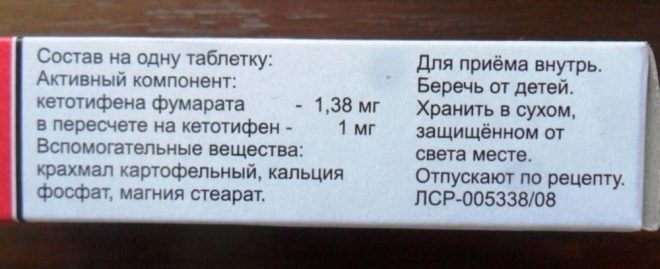 Состав на одну таблетку:
Активный компонент:
кетотифена фумарата - 1,38 мг
в пересчете на кетотифен - 1 мг
Вспомогательные вещества:
крахмал картофельный, кальция
фосфат, магния стеарат.
Для приёма внутрь.
Беречь от детей.
Хранить в сухом,
защищённом от
света месте.
Отпускают по рецепту.
ЛСР-005338/08